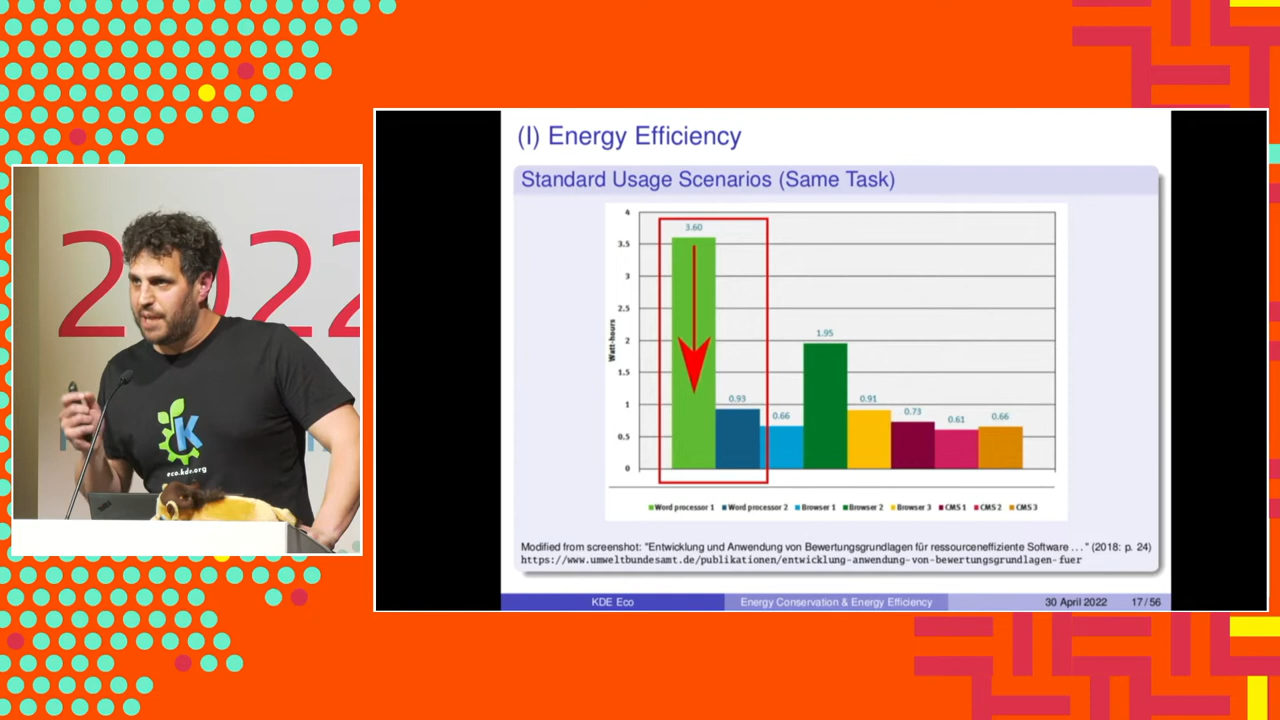 (I) Energy Efficiency
Standard Usage Scenarios (Same Task)
4
3.5
3
2.5
2
1.5
1
0.5
0
Watt-hours
3.60
0.93
0.66
1.95
0.91
0.73
0.61
0.66
Word processor 1 Word processor 2 Browser 1 Browser 2 Browser 3 CMS 1 CMS 2 CMS 3
Modified from screenshot: "Entwicklung und Anwendung von Bewertungsgrundlagen für ressourceneffiziente Software ..." (2018: p. 24)
https://www.umweltbundesamt.de/publikationen/entwicklung-anwendung-von-bewertungsgrundlagen-fuer
KDE Eco Energy Conservation & Energy Efficiency 30 April 2022 17/56
2022
K
eco.kde.org